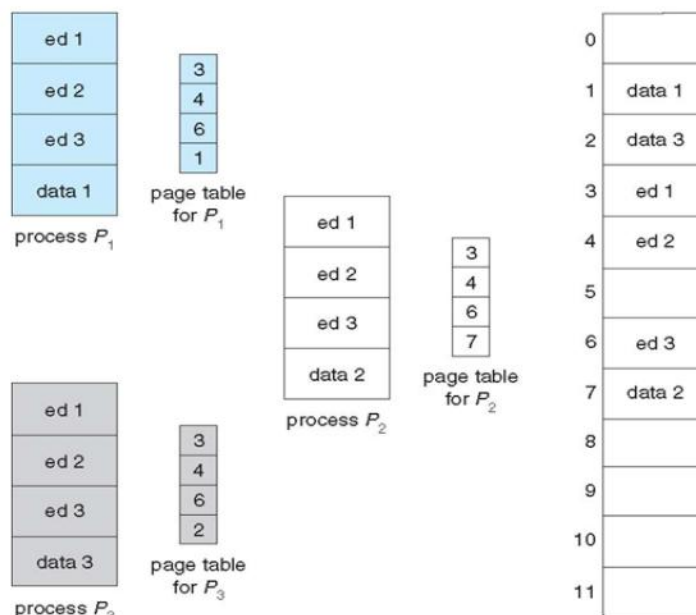 ed 1
ed 2
ed 3
data 1
process P1
3
4
6
1
page table
for P1
ed 1
ed 2
ed 3
data 2
process P2
3
4
6
7
page table
for P2
ed 1
ed 2
ed 3
data 3
process
3
4
6
2
page table
for P3
0
1 data 1
2 data 3
3 ed 1
4 ed 2
5
6 ed 3
7 data 2
8
9
10
11